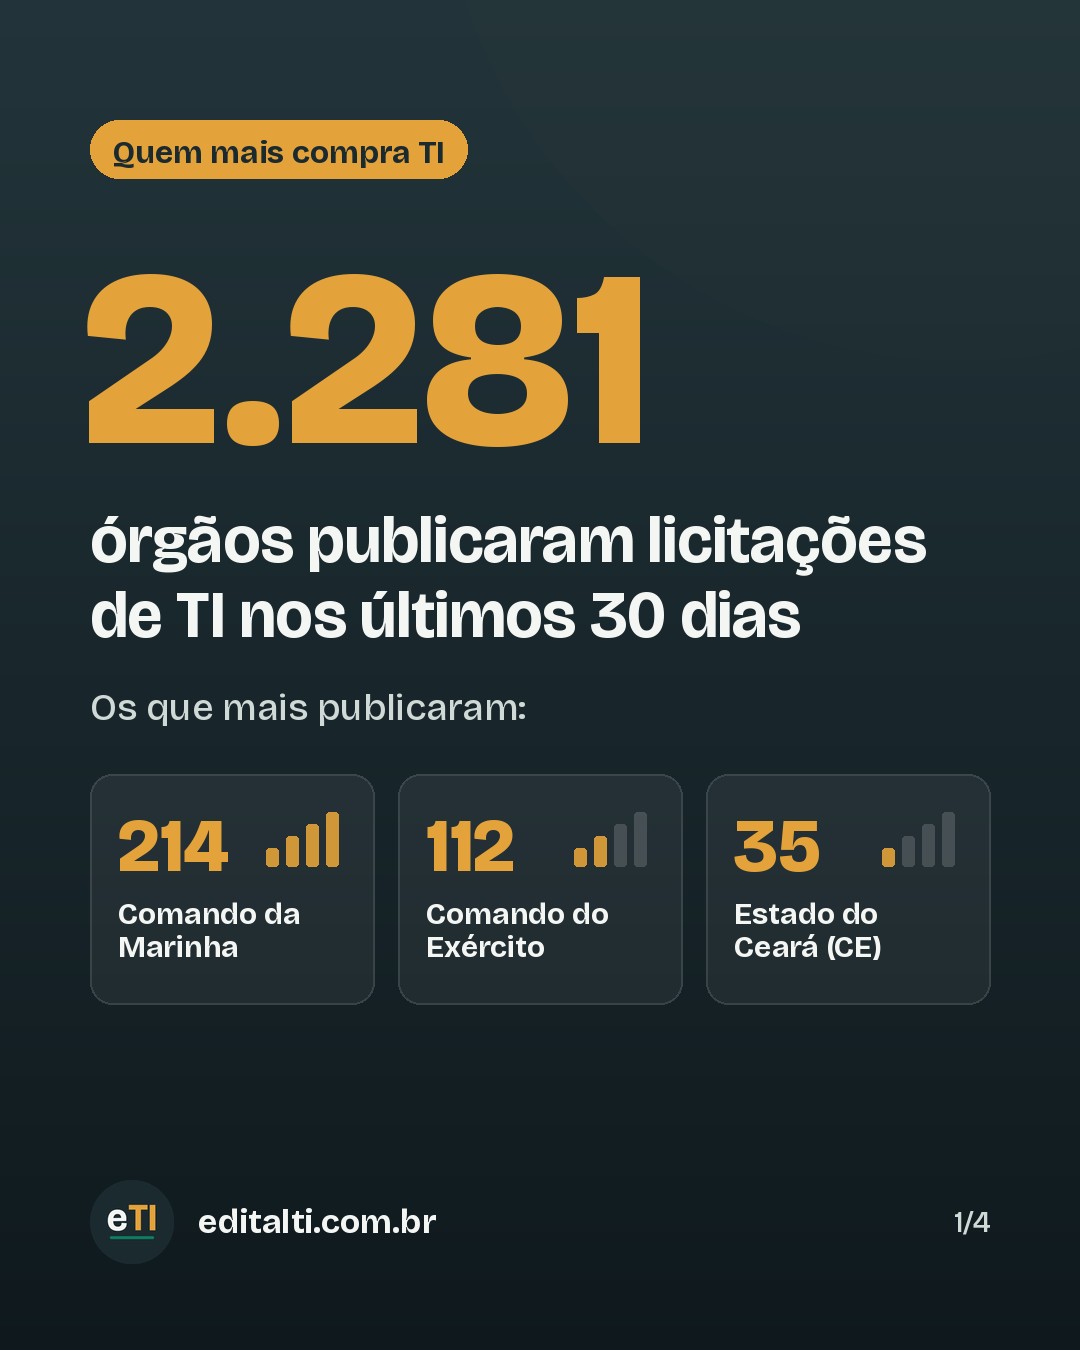 Quem mais compra TI
2.281
órgãos publicaram licitações
de TI nos últimos 30 dias
Os que mais publicaram:
214
Comando da
Marinha
112
Comando do
Exército
35
Estado do
Ceará (CE)
eTI
editalti.com.br
1/4